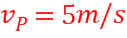 v_P = 5m/s